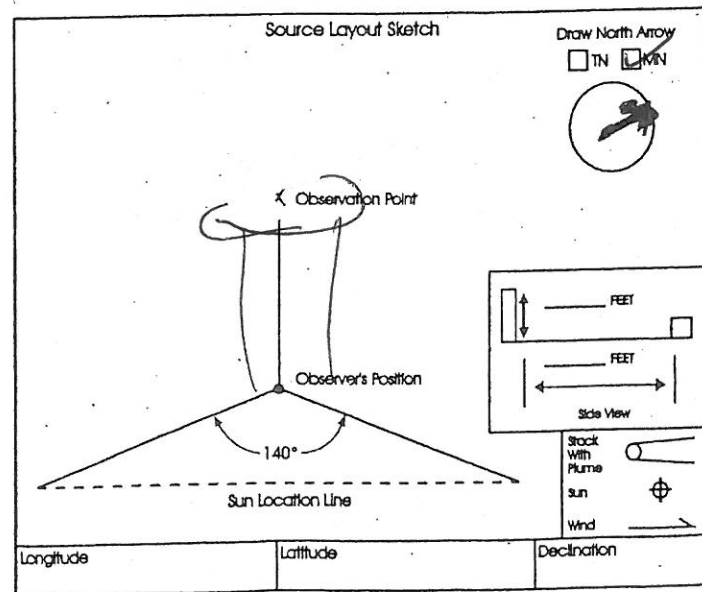 Source Layout Sketch
Draw North Arrow
TN MN
Observation Point
FEET
Observer's Position
FEET
Side View
140°
Stack
With
Plume
Sun
Sun Location Line
Wind
Longitude Latitude Declination